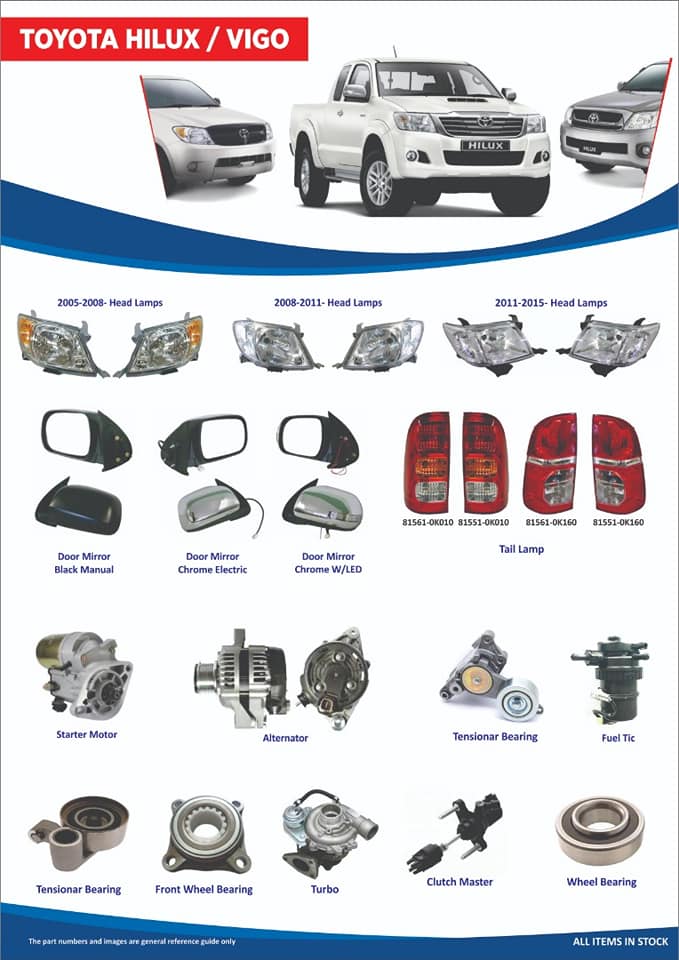 TOYOTA HILUX / VIGO
HILUX
2005-2008- Head Lamps
2008-2011- Head Lamps
2011-2015- Head Lamps
81561-0K010
81551-0K010
81561-0K160
81551-0K160
Tail Lamp
Door Mirror
Black Manual
Door Mirror
Chrome Electric
Door Mirror
Chrome W/LED
Starter Motor
Alternator
Tensionar Bearing
Fuel Tic
Tensionar Bearing
Front Wheel Bearing
Turbo
Clutch Master
Wheel Bearing
The part numbers and images are general reference guide only
ALL ITEMS IN STOCK